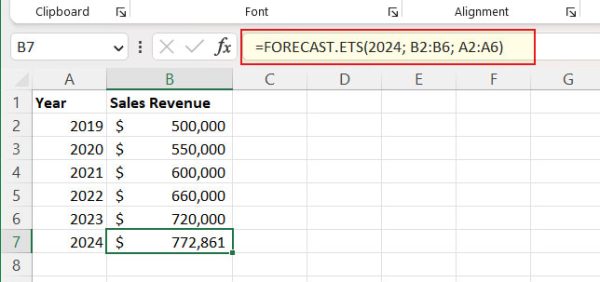 Clipboard Font Alignment
B7 fx =FORECAST.ETS(2024; B2:B6; A2:A6)
A B C D E F G
1 Year Sales Revenue
2 2019 $ 500,000
3 2020 $ 550,000
4 2021 $ 600,000
5 2022 $ 660,000
6 2023 $ 720,000
7 2024 $ 772,861
8